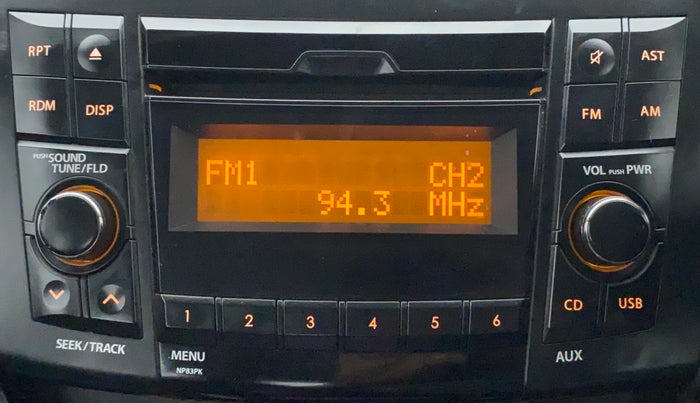 RPT
RDM
DISP
PUSH SOUND
TUNE/FLD
SEEK/TRACK
FM1 CH2
94.3 MHz
1 2 3 4 5 6
MENU
NP83PK
AST
FM
AM
VOL PUSH PWR
CD
USB
AUX